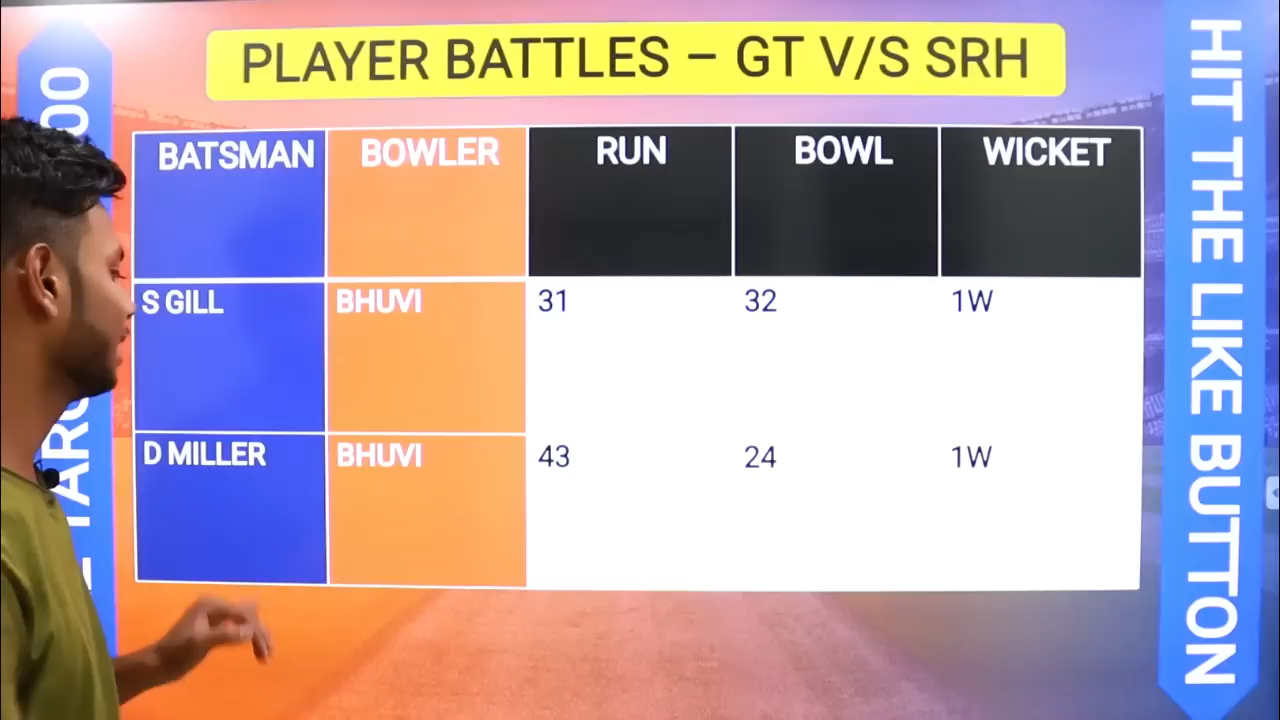 PLAYER BATTLES – GT V/S SRH
BATSMAN BOWLER RUN BOWL WICKET
S GILL BHUVI 31 32 1W
D MILLER BHUVI 43 24 1W
HIT THE LIKE BUTTON